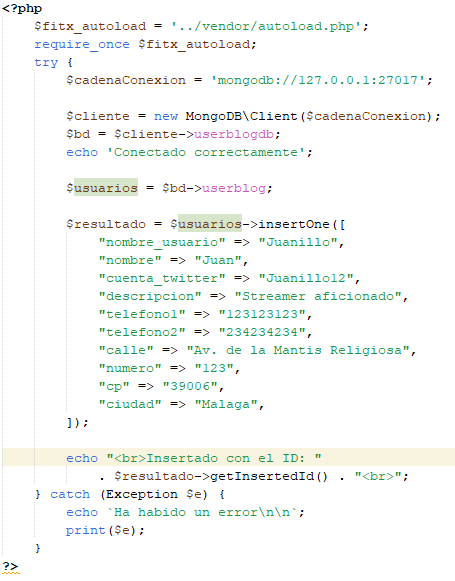 <?php
$fitx_autoload = '../vendor/autoload.php';
require_once $fitx_autoload;
try {
$cadenaConexion = 'mongodb://127.0.0.1:27017';
$cliente = new MongoDB\Client($cadenaConexion);
$bd = $cliente->userblogdb;
echo 'Conectado correctamente';
$usuarios = $bd->userblog;
$resultado = $usuarios->insertOne([
"nombre_usuario" => "Juanillo",
"nombre" => "Juan",
"cuenta_twitter" => "Juanillo12",
"descripcion" => "Streamer aficionado",
"telefono1" => "123123123",
"telefono2" => "234234234",
"calle" => "Av. de la Mantis Religiosa",
"numero" => "123",
"cp" => "39006",
"ciudad" => "Malaga",
]);
echo "<br>Insertado con el ID: "
. $resultado->getInsertedId() . "<br>";
} catch (Exception $e) {
echo `Ha habido un error\n\n`;
print($e);
}
?>